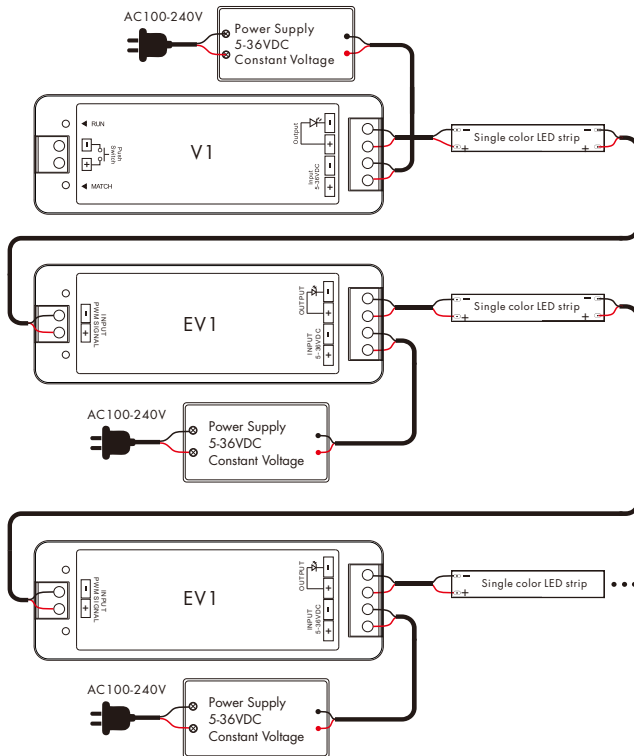 AC100-240V
Power Supply
5-36VDC
Constant Voltage
RUN
Push
Switch
-
+
MATCH
V1
Output
Input
5-36VDC
-
+
-
+
-
+
Single color LED strip
-
+
INPUT
PWM SIGNAL
-
+
EV1
OUTPUT
INPUT
5-36VDC
-
+
-
+
-
+
Single color LED strip
-
+
AC100-240V
Power Supply
5-36VDC
Constant Voltage
INPUT
PWM SIGNAL
-
+
EV1
OUTPUT
INPUT
5-36VDC
-
+
-
+
-
+
Single color LED strip
•••
AC100-240V
Power Supply
5-36VDC
Constant Voltage